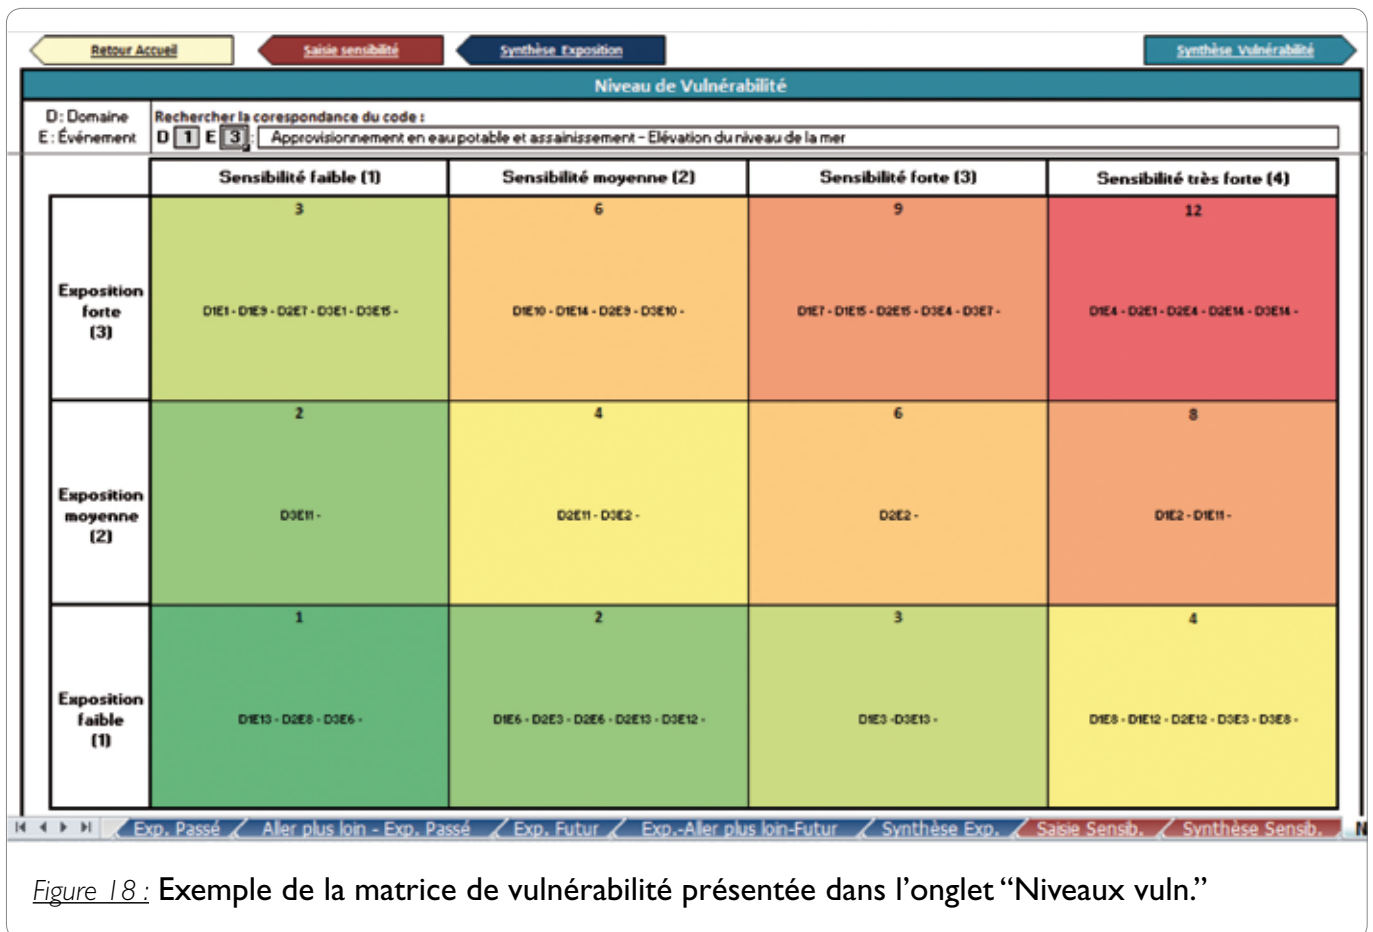 Retour Accueil
Saisie sensibilité
Synthèse Exposition
Synthèse Vulnérabilité
Niveau de Vulnérabilité
D : Domaine
E : Événement
Rechercher la corespondance du code :
D 1 E 3 : Approvisionnement en eau potable et assainissement - Elévation du niveau de la mer
Sensibilité faible (1)
Sensibilité moyenne (2)
Sensibilité forte (3)
Sensibilité très forte (4)
Exposition
forte
(3)
3
D1E1 - D1E9 - D2E7 - D3E1 - D3E15 -
6
D1E10 - D1E14 - D2E9 - D3E10 -
9
D1E7 - D1E15 - D2E15 - D3E4 - D3E7 -
12
D1E4 - D2E1 - D2E4 - D2E14 - D3E14 -
Exposition
moyenne
(2)
2
D3E11 -
4
D2E11 - D3E2 -
6
D2E2 -
8
D1E2 - D1E11 -
Exposition
faible
(1)
1
D1E13 - D2E8 - D3E6 -
2
D1E6 - D2E3 - D2E6 - D2E13 - D3E12 -
3
D1E3 -D3E13 -
4
D1E8 - D1E12 - D2E12 - D3E3 - D3E8 -
Exp. Passé
Aller plus loin - Exp. Passé
Exp. Futur
Exp.-Aller plus loin-Futur
Synthèse Exp.
Saisie Sensib.
Synthèse Sensib.
N
Figure 18 : Exemple de la matrice de vulnérabilité présentée dans l'onglet “Niveaux vuln.”